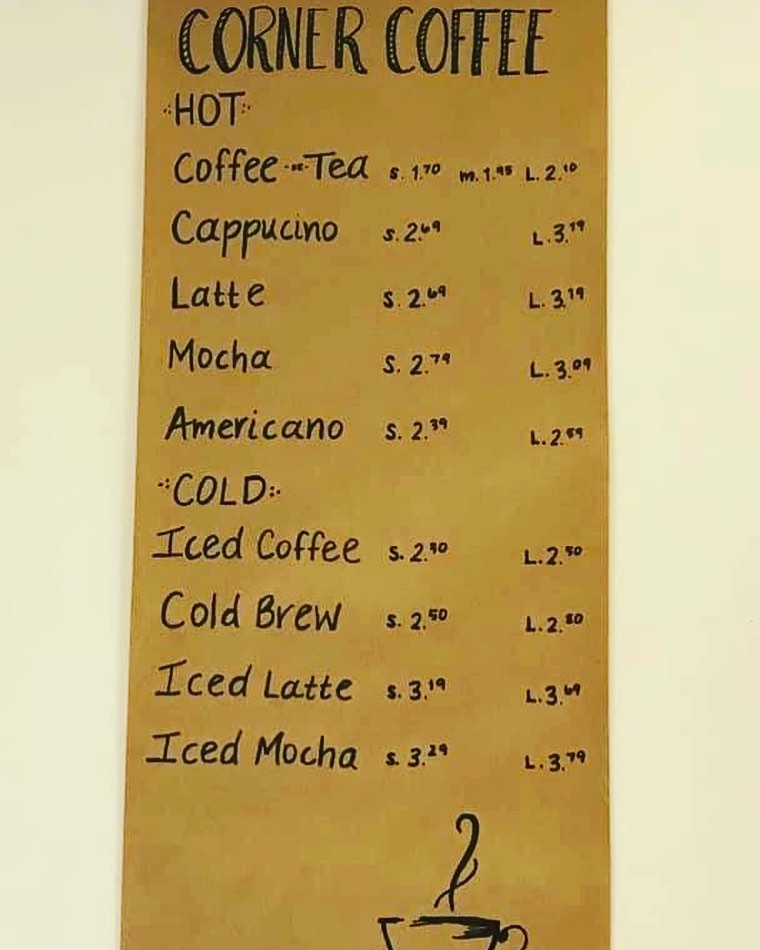 CORNER COFFEE
HOT
Coffee or Tea S. 1.70 M. 1.95 L. 2.10
Cappucino S. 2.69 L. 3.19
Latte S. 2.69 L. 3.19
Mocha S. 2.79 L. 3.09
Americano S. 2.39 L. 2.59
COLD
Iced Coffee S. L. 2.50
Cold Brew S. 2.50 L. 2.80
Iced Latte S. 3.19 L. 3.69
Iced Mocha S. 3.29 L. 3.79